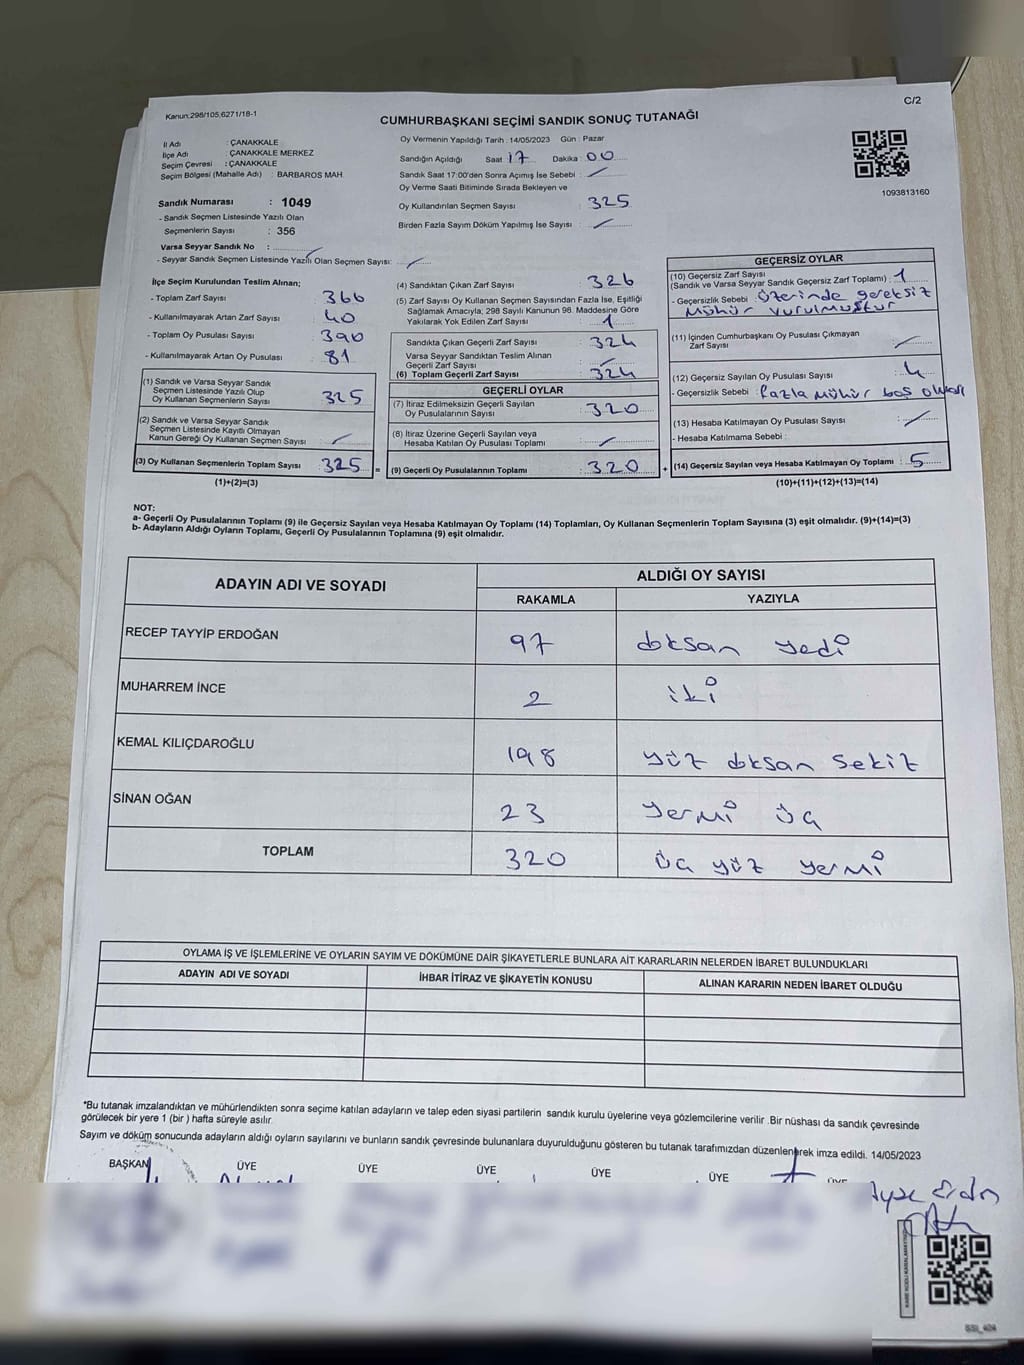 Kanun:298/105;6271/18-1
C/2
CUMHURBAŞKANI SEÇİMİ SANDIK SONUÇ TUTANAĞI
İl Adı : ÇANAKKALE
İlçe Adı : ÇANAKKALE MERKEZ
Seçim Çevresi : ÇANAKKALE
Seçim Bölgesi (Mahalle Adı) : BARBAROS MAH.
Sandık Numarası : 1049
- Sandık Seçmen Listesinde Yazılı Olan
Seçmenlerin Sayısı : 356
Varsa Seyyar Sandık No :
- Seyyar Sandık Seçmen Listesinde Yazılı Olan Seçmen Sayısı:
Oy Vermenin Yapıldığı Tarih : 14/05/2023 Gün : Pazar
Sandığın Açıldığı Saat 17 Dakika 00
Sandık Saat 17:00'den Sonra Açımış İse Sebebi :
Oy Verme Saati Bitiminde Sırada Bekleyen ve
Oy Kullandırılan Seçmen Sayısı : 325
Birden Fazla Sayım Döküm Yapılmış İse Sayısı :
1093813160
İlçe Seçim Kurulundan Teslim Alınan;
- Toplam Zarf Sayısı : 366
- Kullanılmayarak Artan Zarf Sayısı : 40
- Toplam Oy Pusulası Sayısı : 390
- Kullanılmayarak Artan Oy Pusulası : 81
(1) Sandık ve Varsa Seyyar Sandık
Seçmen Listesinde Yazılı Olup
Oy Kullanan Seçmenlerin Sayısı : 325
(2) Sandık ve Varsa Seyyar Sandık
Seçmen Listesinde Kayıtlı Olmayan
Kanun Gereği Oy Kullanan Seçmen Sayısı :
(3) Oy Kullanan Seçmenlerin Toplam Sayısı : 325 =
(1)+(2)=(3)
(4) Sandıktan Çıkan Zarf Sayısı : 326
(5) Zarf Sayısı Oy Kullanan Seçmen Sayısından Fazla İse, Eşitliği
Sağlamak Amacıyla; 298 Sayılı Kanunun 98. Maddesine Göre
Yakılarak Yok Edilen Zarf Sayısı : 1
Sandıkta Çıkan Geçerli Zarf Sayısı : 324
Varsa Seyyar Sandıktan Teslim Alınan
Geçerli Zarf Sayısı :
(6) Toplam Geçerli Zarf Sayısı : 324
GEÇERLİ OYLAR
(7) İtiraz Edilmeksizin Geçerli Sayılan
Oy Pusulalarının Sayısı : 320
(8) İtiraz Üzerine Geçerli Sayılan veya
Hesaba Katılan Oy Pusulası Toplamı :
(9) Geçerli Oy Pusulalarının Toplamı : 320 +
GEÇERSİZ OYLAR
(10) Geçersiz Zarf Sayısı
(Sandık ve Varsa Seyyar Sandık Geçersiz Zarf Toplamı) : 1
- Geçersizlik Sebebi : Üzerinde gereksiz
Mühür vurulmuştur
(11) İçinden Cumhurbaşkanı Oy Pusulası Çıkmayan
Zarf Sayısı :
(12) Geçersiz Sayılan Oy Pusulası Sayısı : 4
- Geçersizlik Sebebi : fazla mühür boş olması
(13) Hesaba Katılmayan Oy Pusulası Sayısı :
- Hesaba Katılmama Sebebi :
(14) Geçersiz Sayılan veya Hesaba Katılmayan Oy Toplamı : 5
(10)+(11)+(12)+(13)=(14)
NOT:
a- Geçerli Oy Pusulalarının Toplamı (9) ile Geçersiz Sayılan veya Hesaba Katılmayan Oy Toplamı (14) Toplamları, Oy Kullanan Seçmenlerin Toplam Sayısına (3) eşit olmalıdır. (9)+(14)=(3)
b- Adayların Aldığı Oyların Toplamı, Geçerli Oy Pusulalarının Toplamına (9) eşit olmalıdır.
ADAYIN ADI VE SOYADI
ALDIĞI OY SAYISI
RAKAMLA YAZIYLA
RECEP TAYYİP ERDOĞAN 97 doksan yedi
MUHARREM İNCE 2 iki
KEMAL KILIÇDAROĞLU 198 yüz doksan sekiz
SİNAN OĞAN 23 yermi üç
TOPLAM 320 üç yüz yermi
OYLAMA İŞ VE İŞLEMLERİNE VE OYLARIN SAYIM VE DÖKÜMÜNE DAİR ŞİKAYETLERLE BUNLARA AİT KARARLARIN NELERDEN İBARET BULUNDUKLARI
ADAYIN ADI VE SOYADI İHBAR İTİRAZ VE ŞİKAYETİN KONUSU ALINAN KARARIN NEDEN İBARET OLDUĞU
*Bu tutanak imzalandıktan ve mühürlendikten sonra seçime katılan adayların ve talep eden siyasi partilerin sandık kurulu üyelerine veya gözlemcilerine verilir. Bir nüshası da sandık çevresinde
görülecek bir yere 1 (bir ) hafta süreyle asılır.
Sayım ve döküm sonucunda adayların aldığı oyların sayılarını ve bunların sandık çevresinde bulunanlara duyurulduğunu gösteren bu tutanak tarafımızdan düzenlenerek imza edildi. 14/05/2023
BAŞKAN ÜYE ÜYE ÜYE ÜYE ÜYE